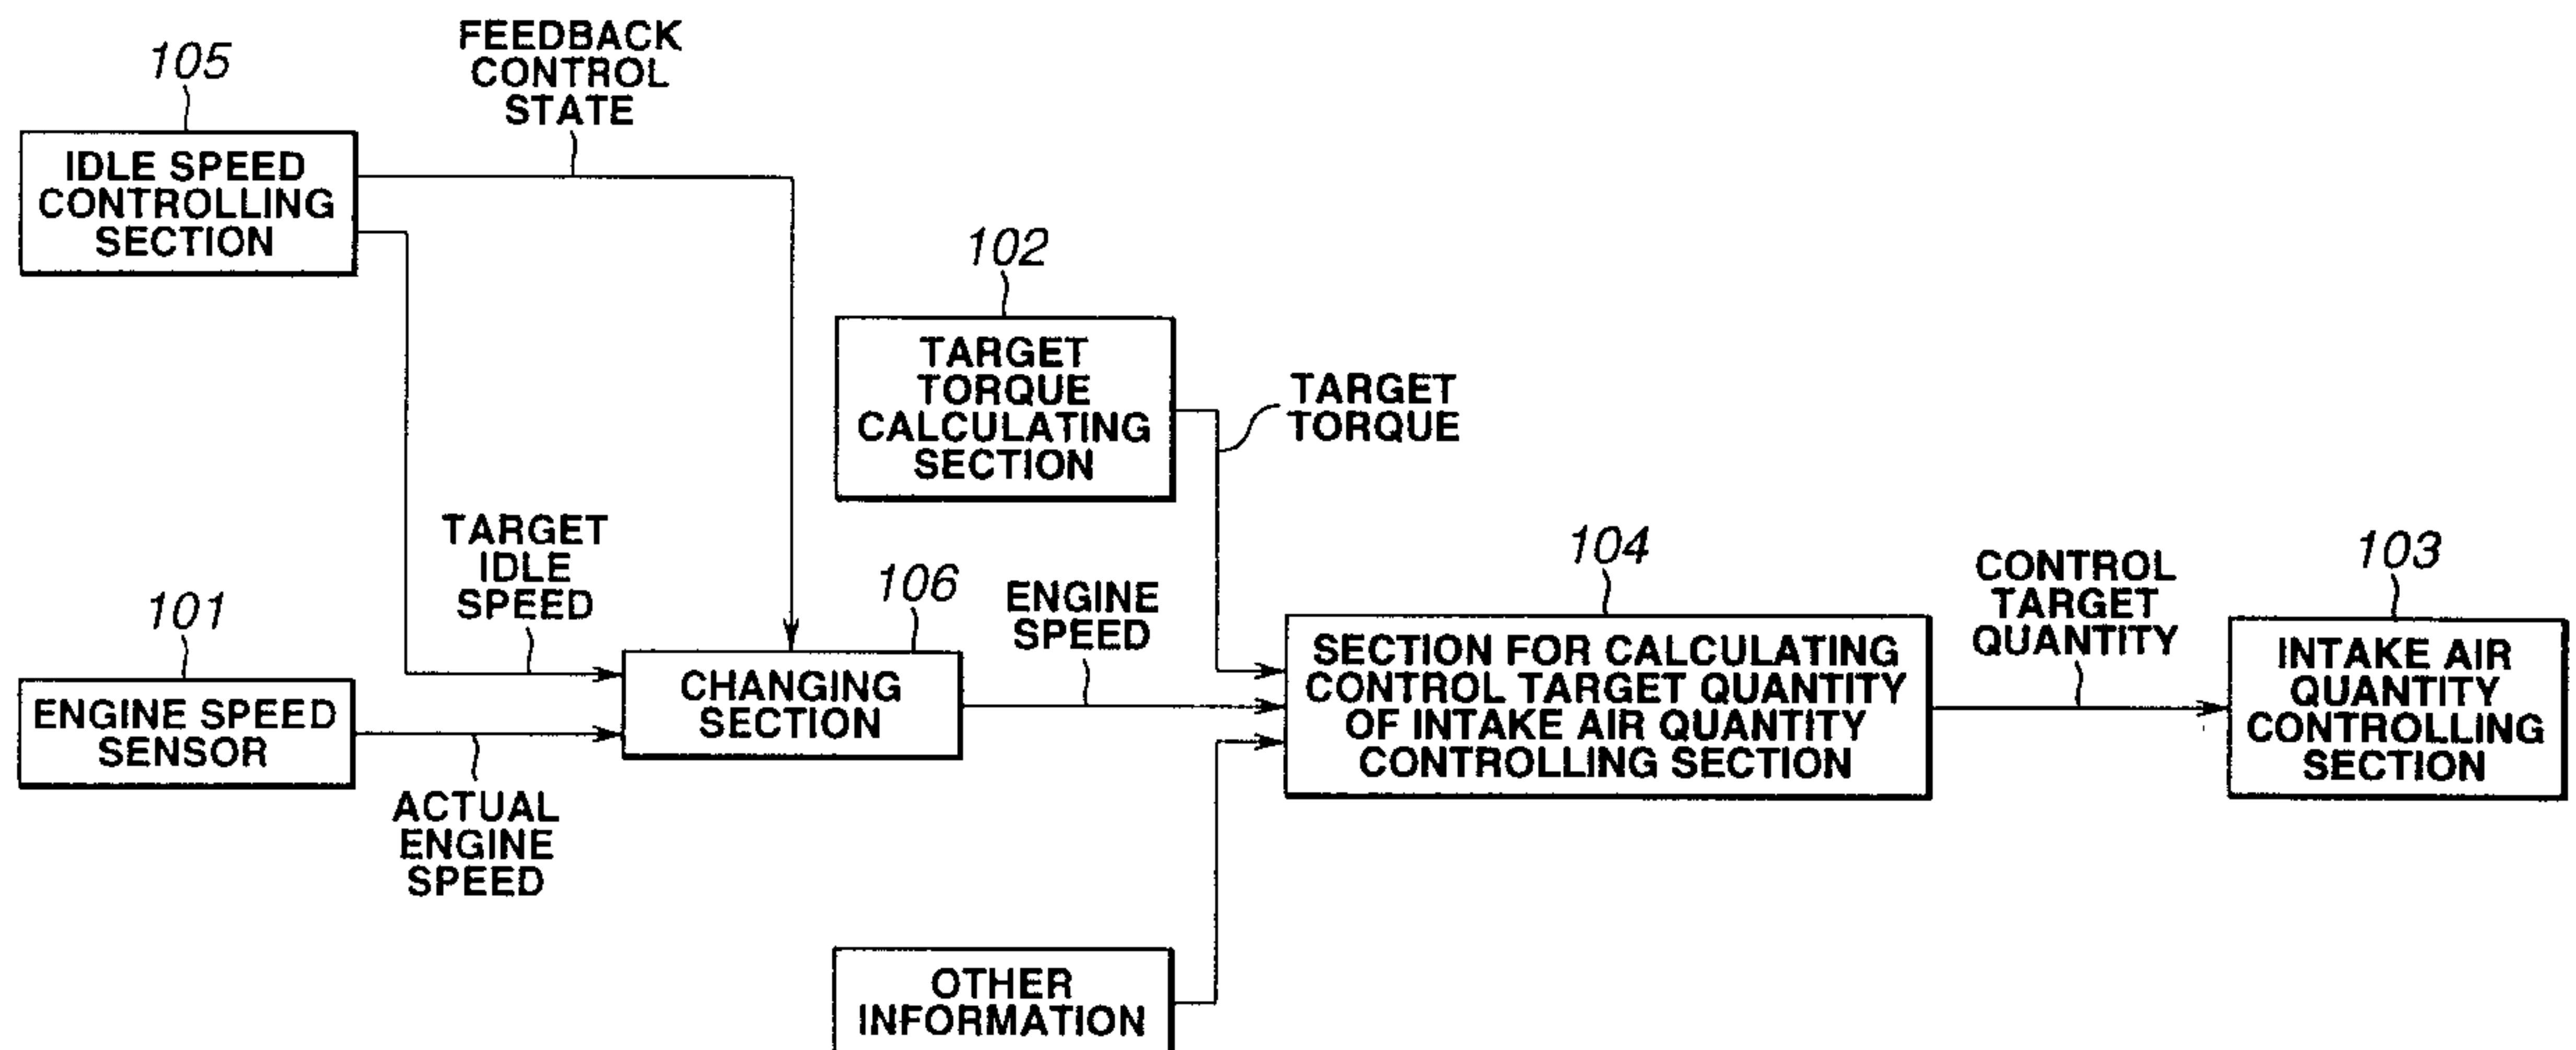 105
FEEDBACK
CONTROL
STATE
IDLE SPEED
CONTROLLING
SECTION
102
TARGET
TORQUE
CALCULATING
SECTION
TARGET
TORQUE
TARGET
IDLE
SPEED
101
ENGINE SPEED
SENSOR
ACTUAL
ENGINE
SPEED
106
CHANGING
SECTION
ENGINE
SPEED
104
SECTION FOR CALCULATING
CONTROL TARGET QUANTITY
OF INTAKE AIR QUANTITY
CONTROLLING SECTION
CONTROL
TARGET
QUANTITY
103
INTAKE AIR
QUANTITY
CONTROLLING
SECTION
OTHER
INFORMATION